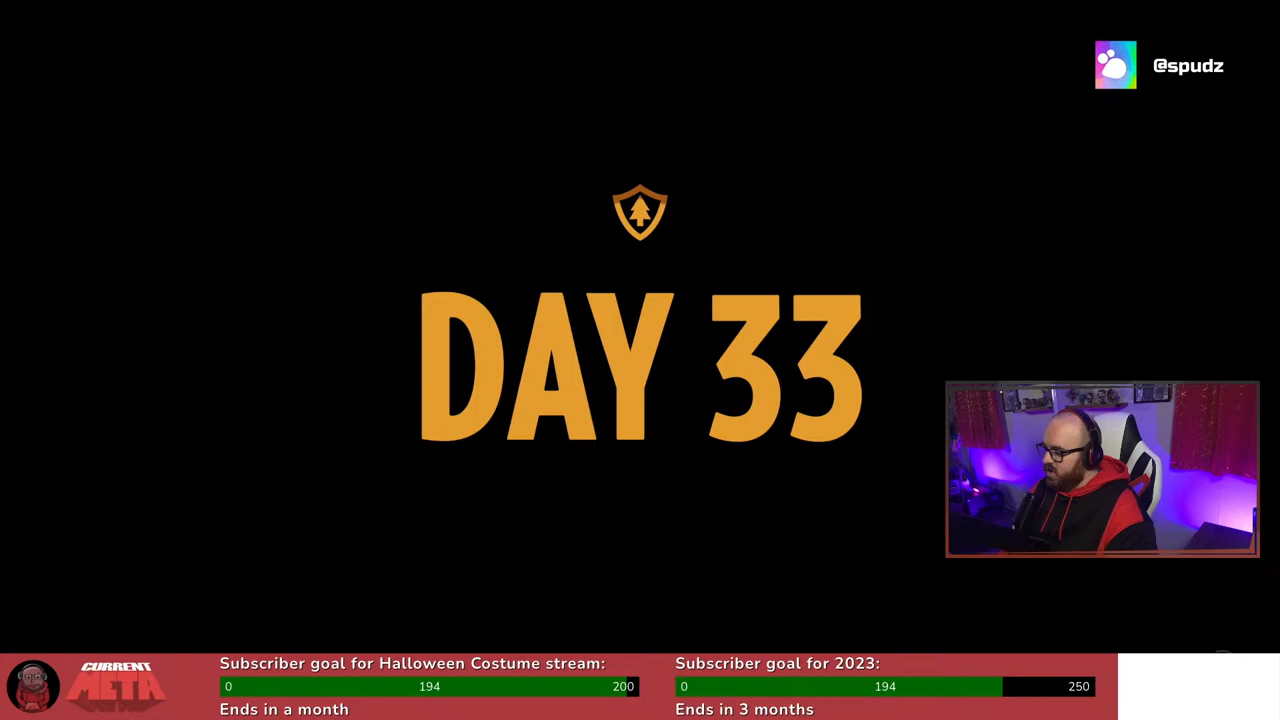 @spudz
DAY 33
CURRENT
META
Subscriber goal for Halloween Costume stream:
0 194 200
Ends in a month
Subscriber goal for 2023:
0 194 250
Ends in 3 months